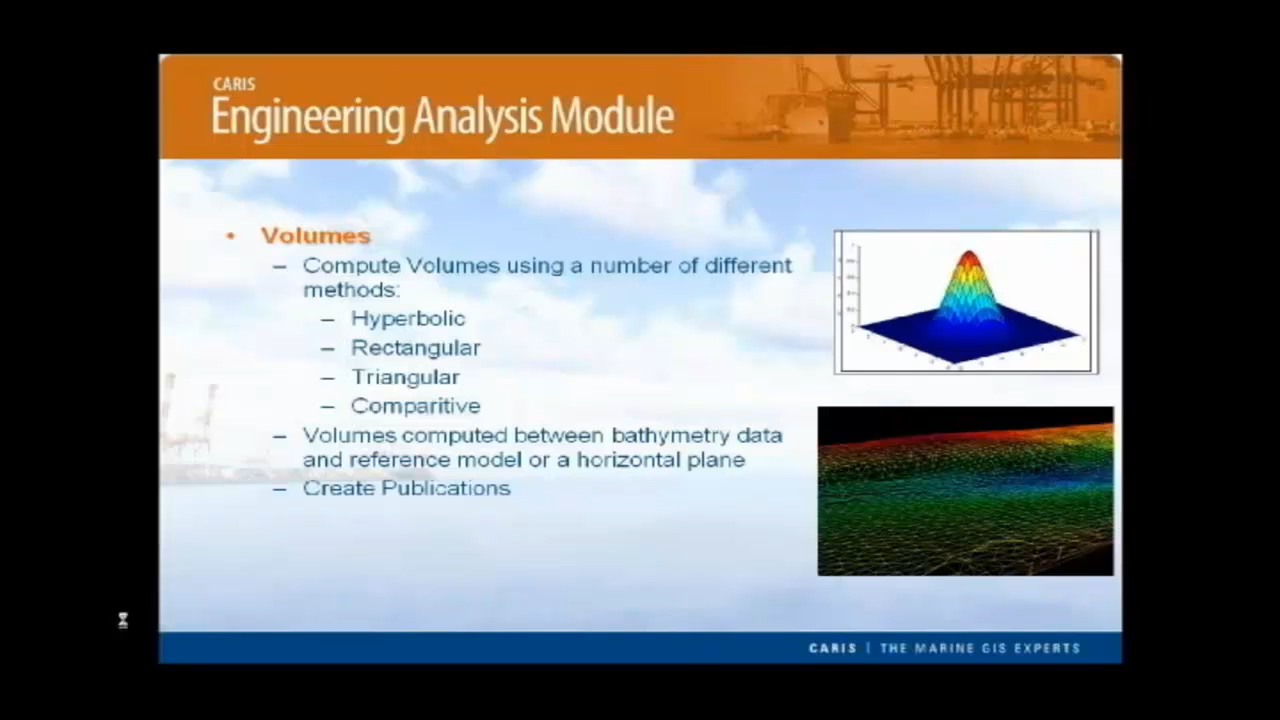 CARIS
Engineering Analysis Module
• Volumes
– Compute Volumes using a number of different
methods:
– Hyperbolic
– Rectangular
– Triangular
– Comparitive
– Volumes computed between bathymetry data
and reference model or a horizontal plane
– Create Publications
CARIS | THE MARINE GIS EXPERTS